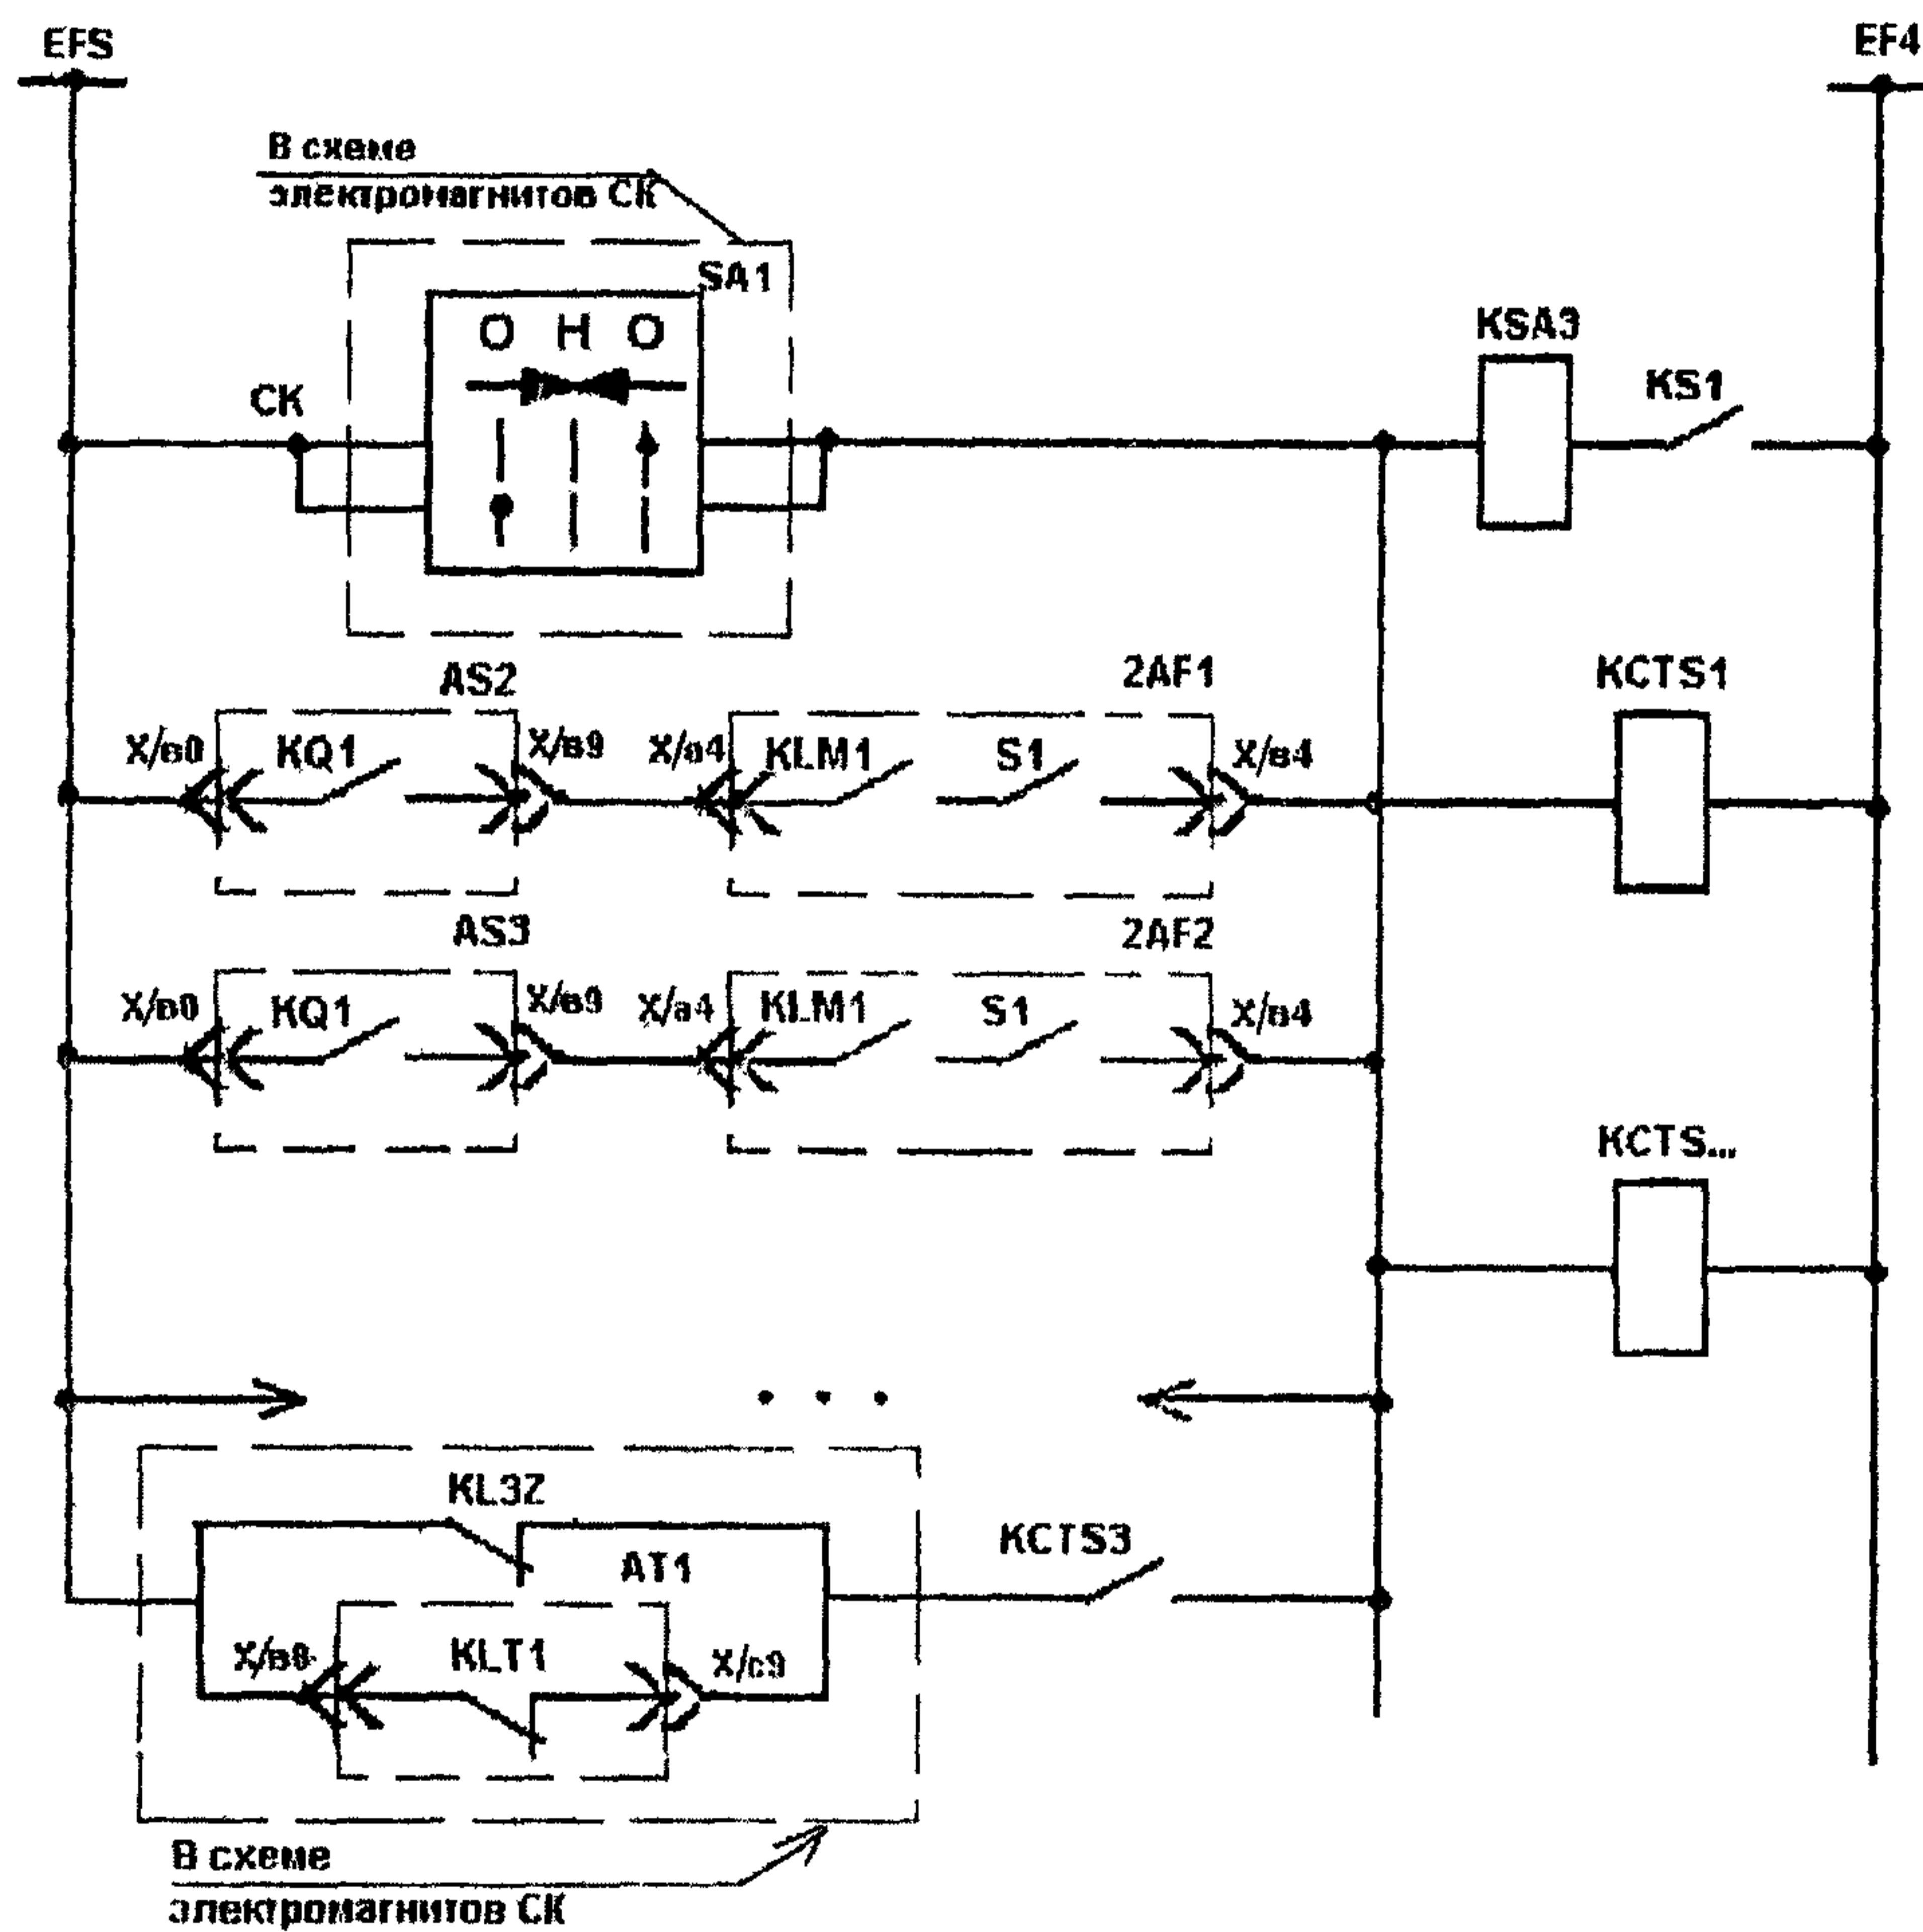 EFS
EF4
В схеме
электромагнитов СК
SA1
О Н О
СК
KSA3
KS1
AS2
2AF1
KCTS1
X/в0
KQ1
X/в9
X/а4
KLM1
S1
X/в4
AS3
2AF2
X/в0
KQ1
X/в9
X/а4
KLM1
S1
X/в4
KCTS...
...
KL3Z
AT1
KCTS3
KLT1
X/с9
В схеме
электромагнитов СК